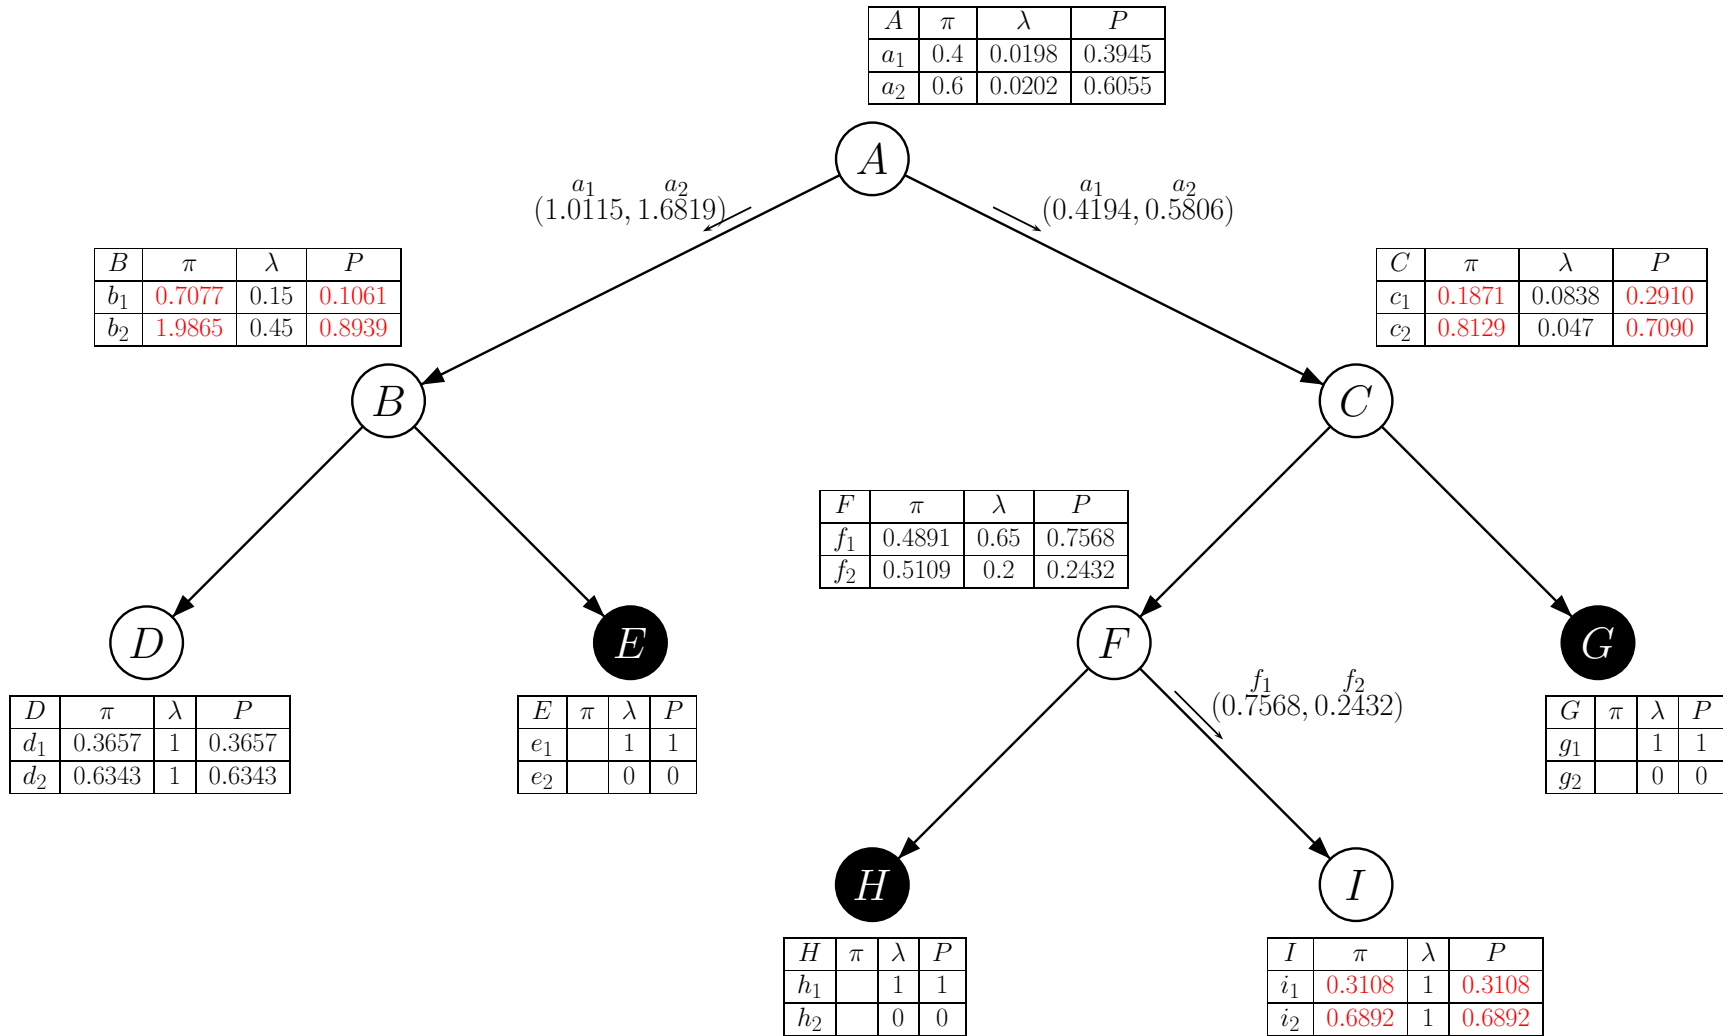 A π λ P
a₁ 0.4 0.0198 0.3945
a₂ 0.6 0.0202 0.6055
A
a₁ a₂
(1.0115, 1.6819)
a₁ a₂
(0.4194, 0.5806)
B π λ P
b₁ 0.7077 0.15 0.1061
b₂ 1.9865 0.45 0.8939
C π λ P
c₁ 0.1871 0.0838 0.2910
c₂ 0.8129 0.047 0.7090
B
C
F π λ P
f₁ 0.4891 0.65 0.7568
f₂ 0.5109 0.2 0.2432
D
E
F
G
f₁ f₂
(0.7568, 0.2432)
D π λ P
d₁ 0.3657 1 0.3657
d₂ 0.6343 1 0.6343
E π λ P
e₁ 1 1
e₂ 0 0
G π λ P
g₁ 1 1
g₂ 0 0
H
I
H π λ P
h₁ 1 1
h₂ 0 0
I π λ P
i₁ 0.3108 1 0.3108
i₂ 0.6892 1 0.6892